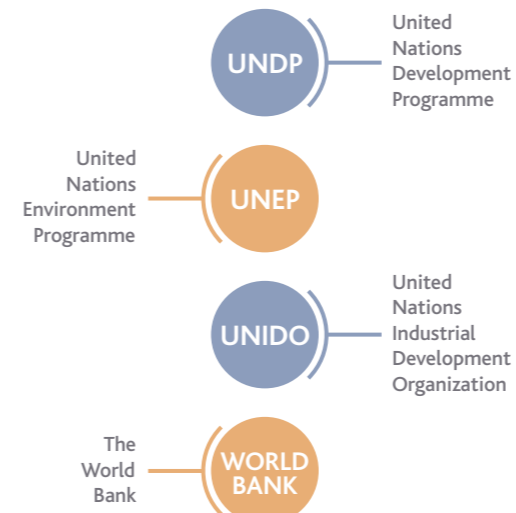 UNDP
United
Nations
Development
Programme
United
Nations
Environment
Programme
UNEP
UNIDO
United
Nations
Industrial
Development
Organization
The
World
Bank
WORLD
BANK